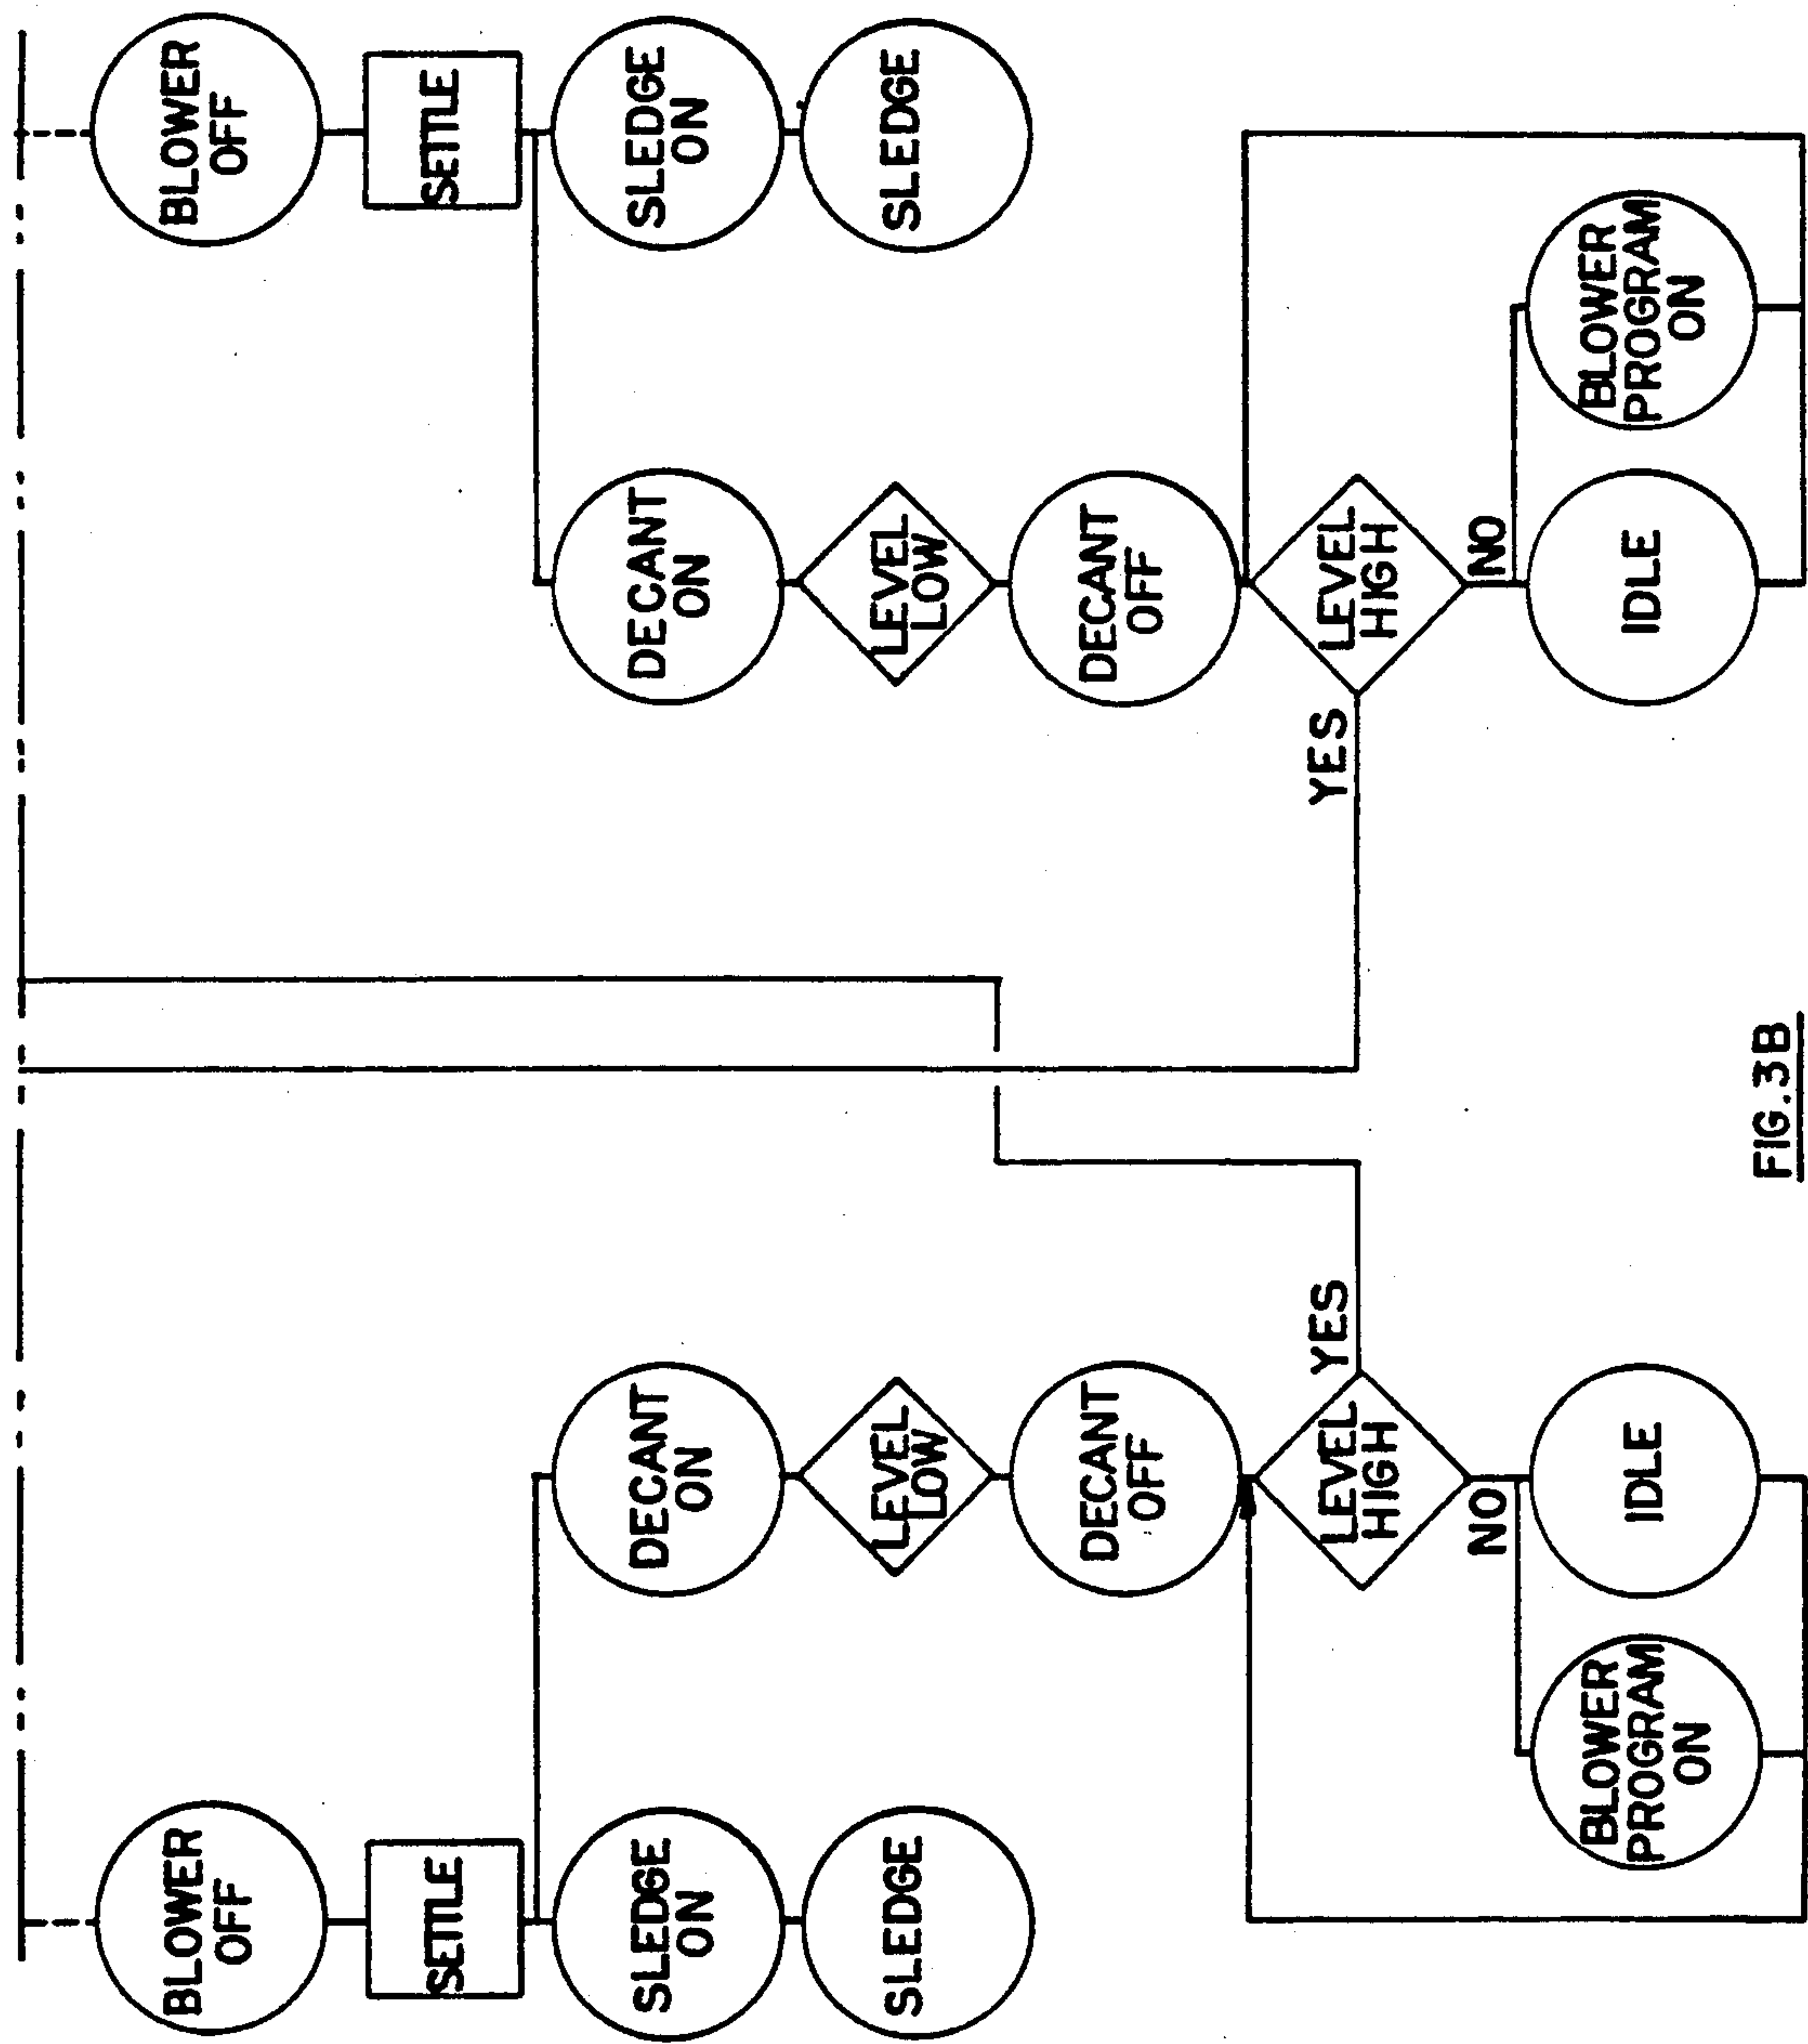 BLOWER
OFF
SETTLE
SLEDGE
ON
SLEDGE
DECANT
ON
LEVEL
LOW
DECANT
OFF
LEVEL
HIGH
YES
NO
BLOWER
PROGRAM
ON
IDLE
BLOWER
OFF
SETTLE
DECANT
ON
SLEDGE
ON
SLEDGE
LEVEL
LOW
DECANT
OFF
YES
LEVEL
HIGH
NO
IDLE
BLOWER
PROGRAM
ON
FIG.3B